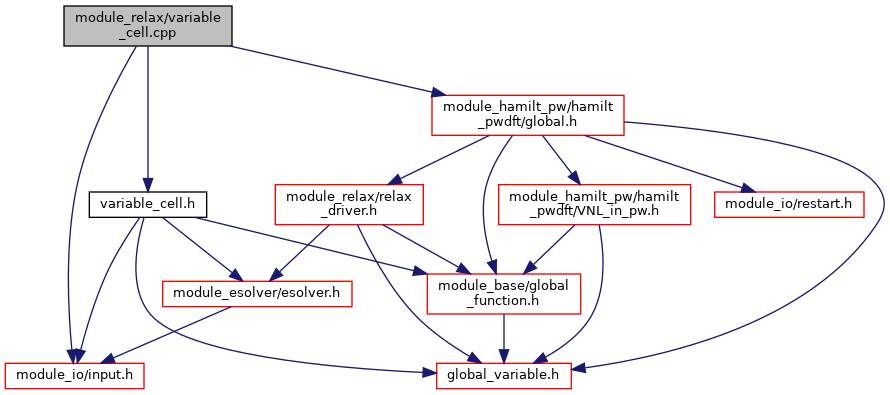 module_relax/variable
_cell.cpp
module_hamilt_pw/hamilt
_pwdft/global.h
variable_cell.h
module_relax/relax
_driver.h
module_hamilt_pw/hamilt
_pwdft/VNL_in_pw.h
module_io/restart.h
module_esolver/esolver.h
module_base/global
_function.h
module_io/input.h
global_variable.h